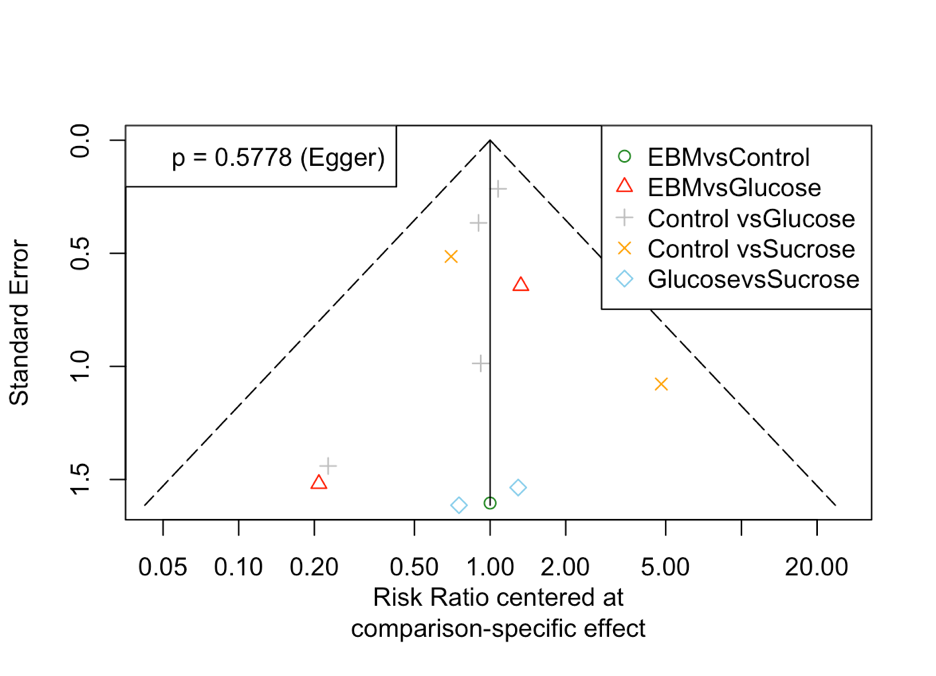 p = 0.5778 (Egger)
EBMvsControl
EBMvsGlucose
Control vsGlucose
Control vsSucrose
GlucosevsSucrose
Standard Error
0.0
0.5
1.0
1.5
0.05 0.10 0.20 0.50 1.00 2.00 5.00 20.00
Risk Ratio centered at
comparison-specific effect